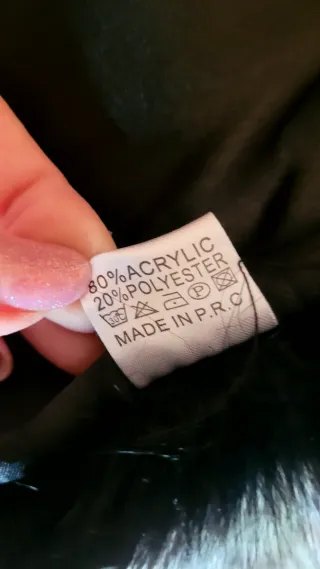 80%ACRYLIC
20%POLYESTER
P
MADE IN P.R.C